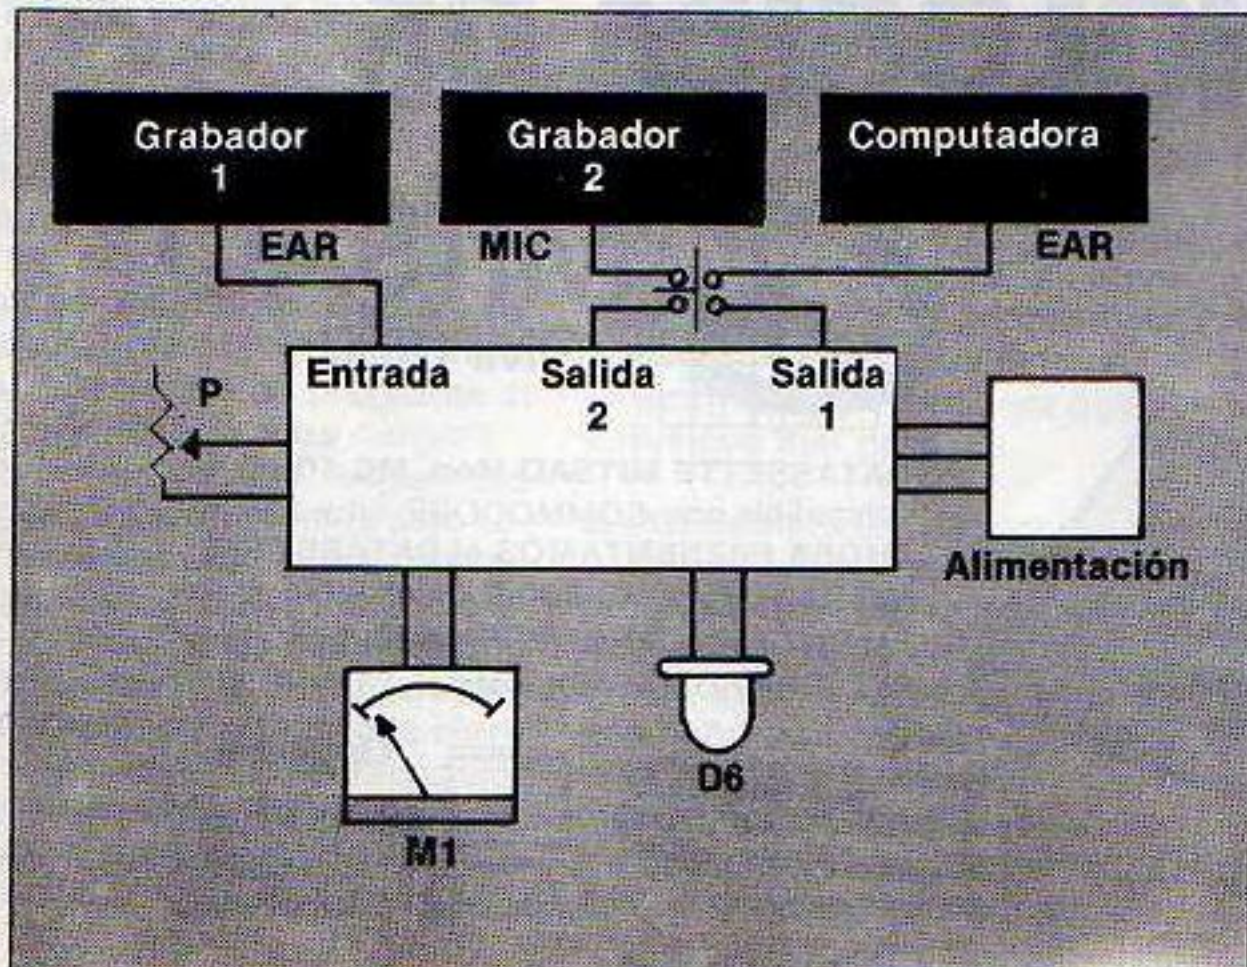 Grabador
1
Grabador
2
Computadora
EAR
MIC
EAR
Entrada
Salida
2
Salida
1
P
Alimentación
M1
D6